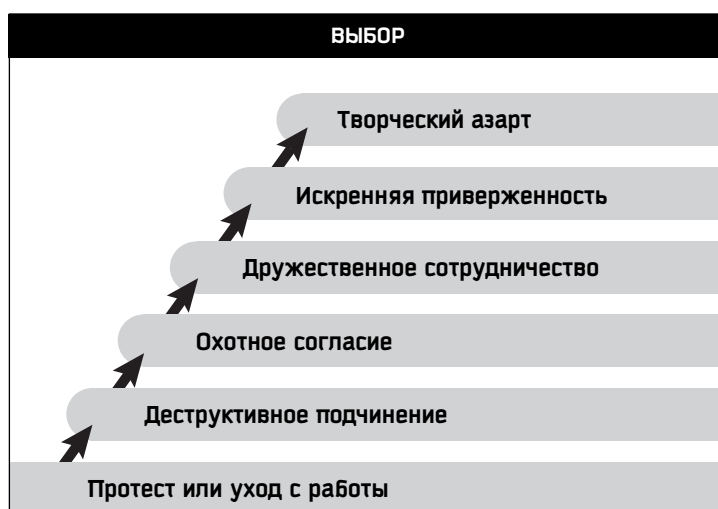 ВЫБОР
Творческий азарт
Искренняя приверженность
Дружественное сотрудничество
Охотное согласие
Деструктивное подчинение
Протест или уход с работы